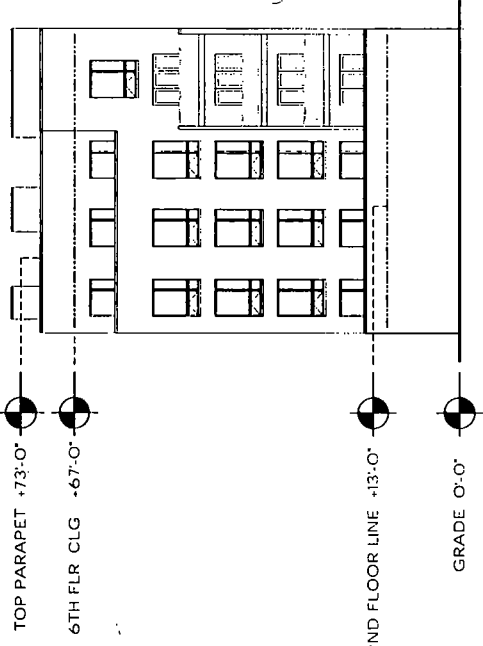 TOP PARAPET +73'-0"
6TH FLR CLG +67'-0"
ND FLOOR LINE +13'-0"
GRADE 0'-0"